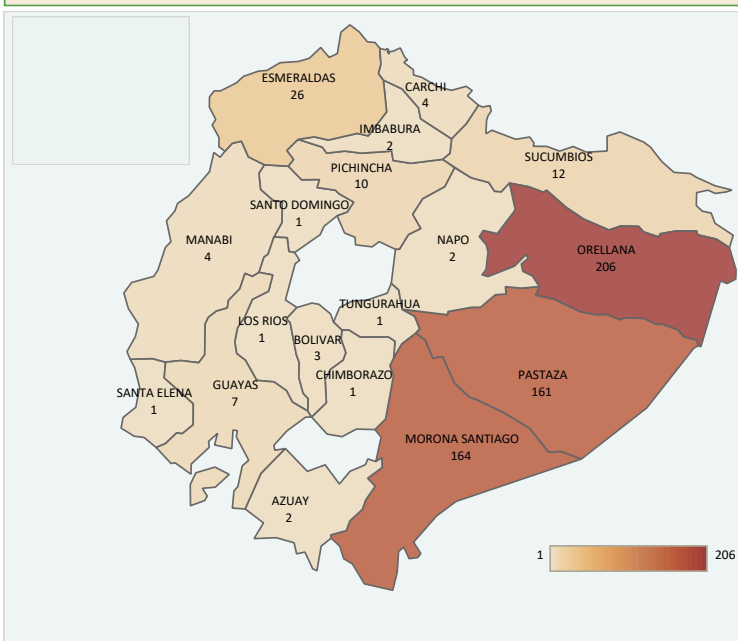 ESMERALDAS
26
CARCHI
4
IMBABURA
2
SUCUMBIOS
12
PICHINCHA
10
SANTO DOMINGO
1
MANABI
4
NAPO
2
ORELLANA
206
TUNGURAHUA
1
LOS RIOS
1
BOLIVAR
3
CHIMBORAZO
1
PASTAZA
161
SANTA ELENA
1
GUAYAS
7
MORONA SANTIAGO
164
AZUAY
2
1
206